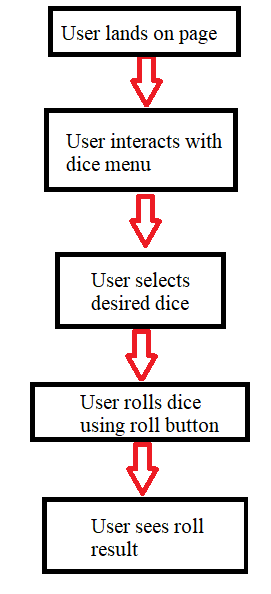 User lands on page
User interacts with
dice menu
User selects
desired dice
User rolls dice
using roll button
User sees roll
result